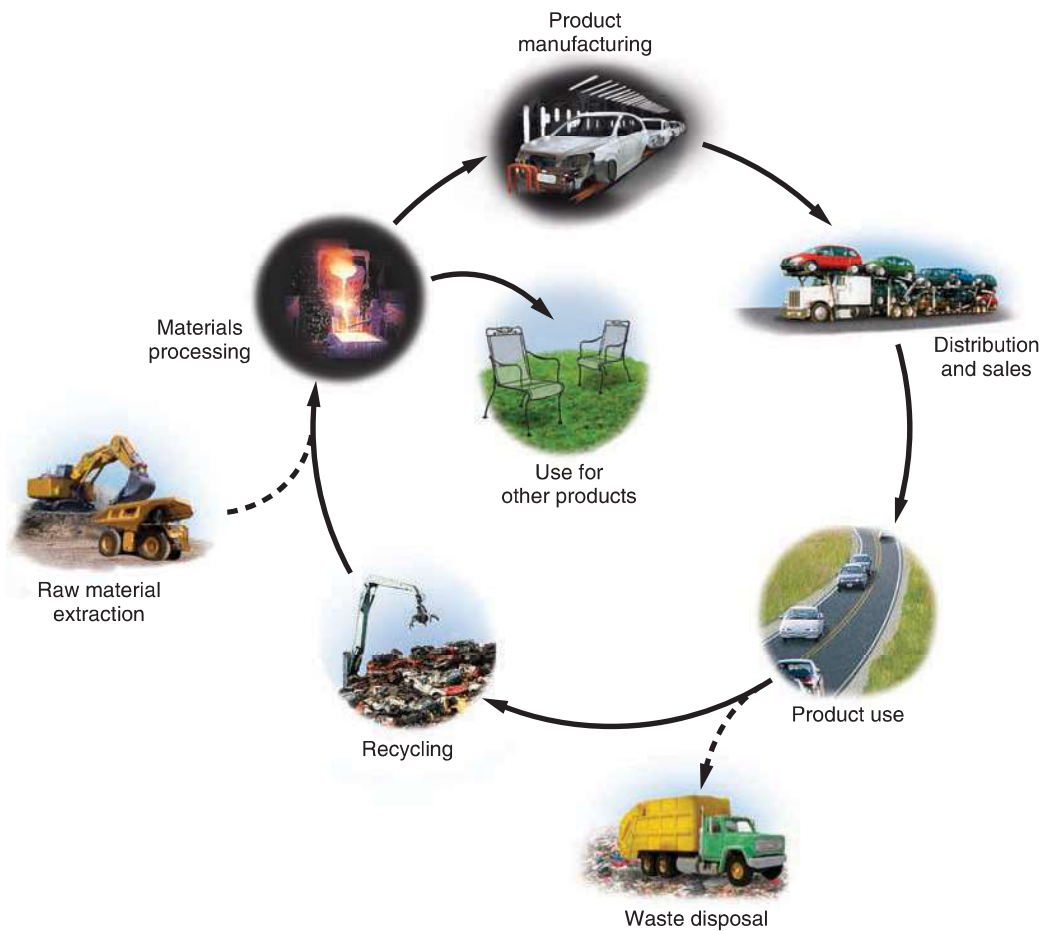 Product
manufacturing
Materials
processing
Distribution
and sales
Use for
other products
Raw material
extraction
Product use
Recycling
Waste disposal